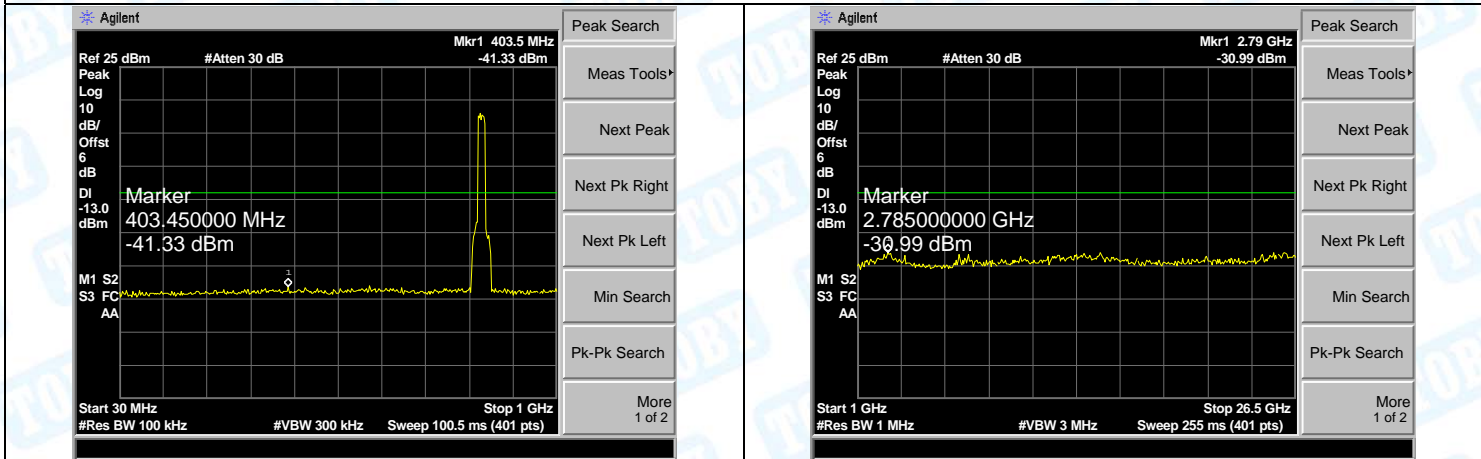 Agilent
Peak Search
Mkr1 403.5 MHz
Ref 25 dBm #Atten 30 dB -41.33 dBm
Peak
Log
10
dB/
Offst
6
dB
DI
-13.0
dBm
Marker
403.450000 MHz
-41.33 dBm
1
M1 S2
S3 FC
AA
Start 30 MHz Stop 1 GHz
#Res BW 100 kHz #VBW 300 kHz Sweep 100.5 ms (401 pts)
Meas Tools
Next Peak
Next Pk Right
Next Pk Left
Min Search
Pk-Pk Search
More
1 of 2
Agilent
Peak Search
Mkr1 2.79 GHz
Ref 25 dBm #Atten 30 dB -30.99 dBm
Peak
Log
10
dB/
Offst
6
dB
DI
-13.0
dBm
Marker
2.785000000 GHz
-30.99 dBm
M1 S2
S3 FC
AA
Start 1 GHz Stop 26.5 GHz
#Res BW 1 MHz #VBW 3 MHz Sweep 255 ms (401 pts)
Meas Tools
Next Peak
Next Pk Right
Next Pk Left
Min Search
Pk-Pk Search
More
1 of 2
TOBY